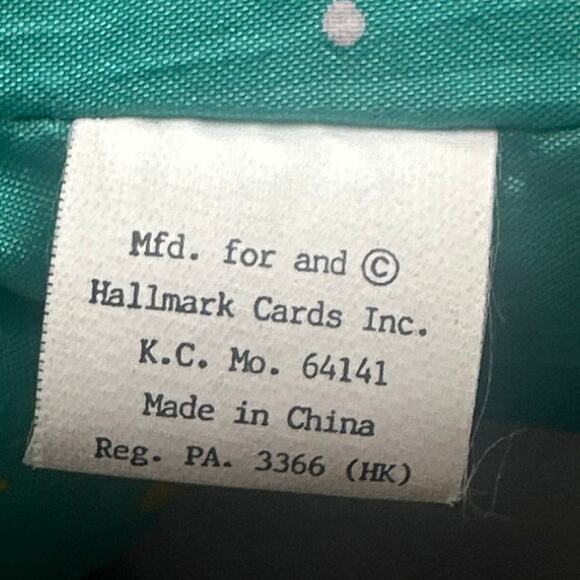 Mfd. for and ©
Hallmark Cards Inc.
K.C. Mo. 64141
Made in China
Reg. PA. 3366 (HK)